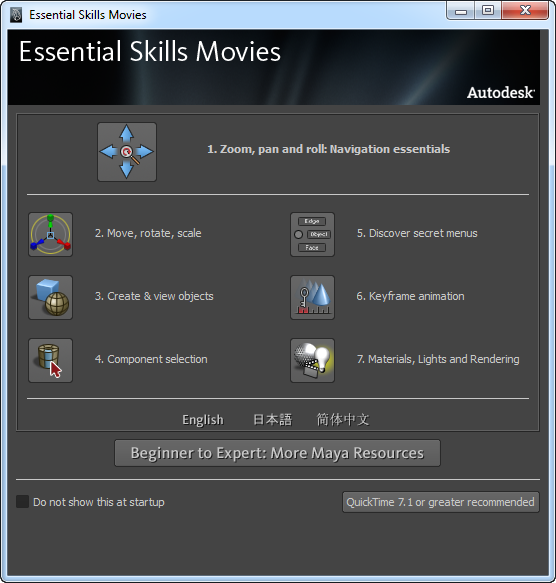 Essential Skills Movies
Essential Skills Movies
Autodesk
1. Zoom, pan and roll: Navigation essentials
2. Move, rotate, scale
3. Create & view objects
4. Component selection
Edge
Object
Face
5. Discover secret menus
6. Keyframe animation
7. Materials, Lights and Rendering
English 日本語 简体中文
Beginner to Expert: More Maya Resources
Do not show this at startup
QuickTime 7.1 or greater recommended